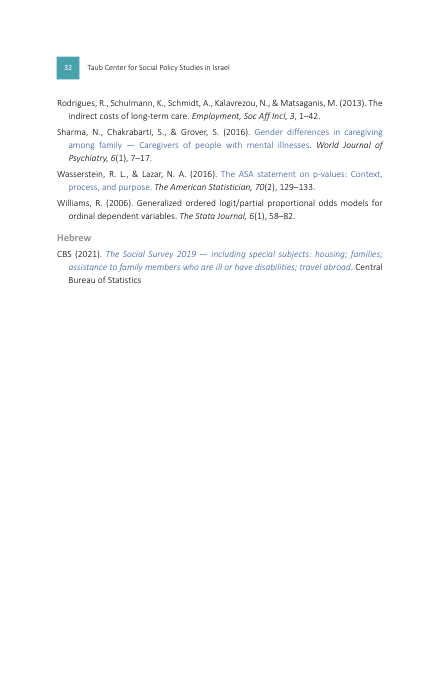 32
Taub Center for Social Policy Studies in Israel
Rodrigues, R., Schulmann, K., Schmidt, A., Kalavrezou, N., & Matsaganis, M. (2013). The
indirect costs of long-term care. Employment, Soc Aff Incl, 3, 1–42.
Sharma, N., Chakrabarti, S., & Grover, S. (2016). Gender differences in caregiving
among family — Caregivers of people with mental illnesses. World Journal of
Psychiatry, 6(1), 7–17.
Wasserstein, R. L., & Lazar, N. A. (2016). The ASA statement on p-values: Context,
process, and purpose. The American Statistician, 70(2), 129–133.
Williams, R. (2006). Generalized ordered logit/partial proportional odds models for
ordinal dependent variables. The Stata Journal, 6(1), 58–82.
Hebrew
CBS (2021). The Social Survey 2019 — including special subjects: housing; families;
assistance to family members who are ill or have disabilities; travel abroad. Central
Bureau of Statistics